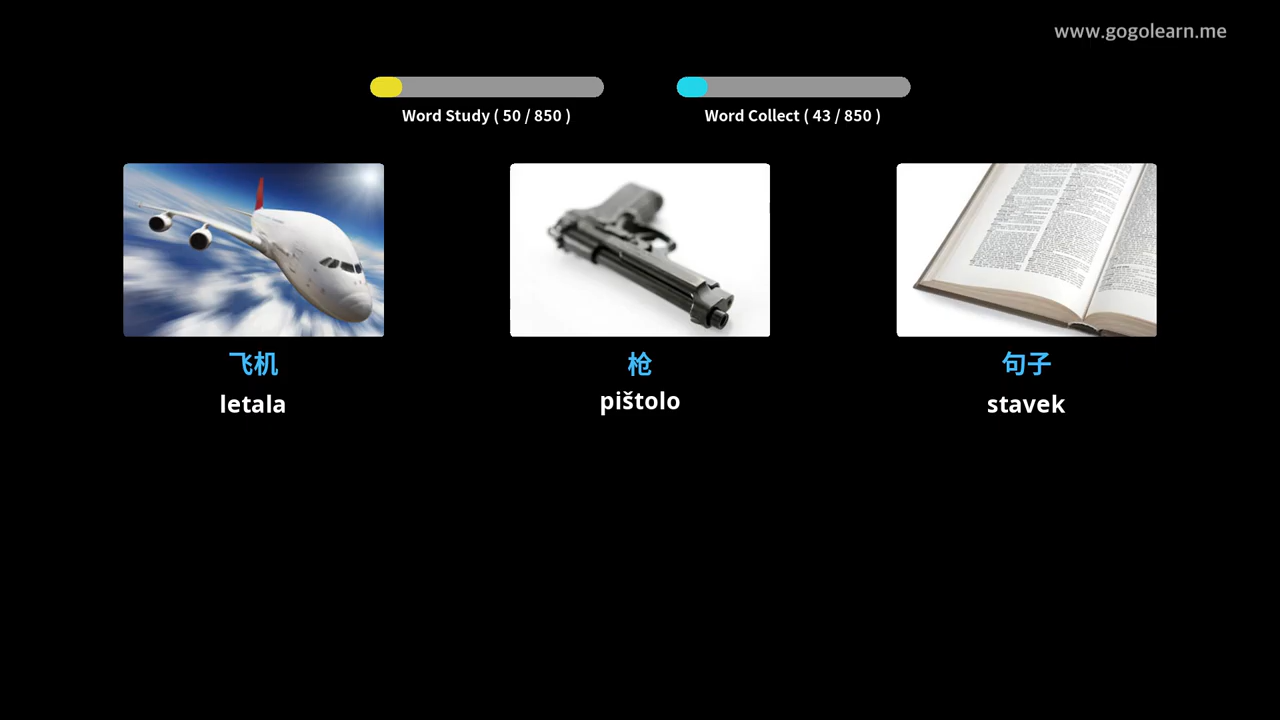 www.gogolearn.me
Word Study ( 50 / 850 )
Word Collect ( 43 / 850 )
飞机
letala
枪
pištolo
句子
stavek